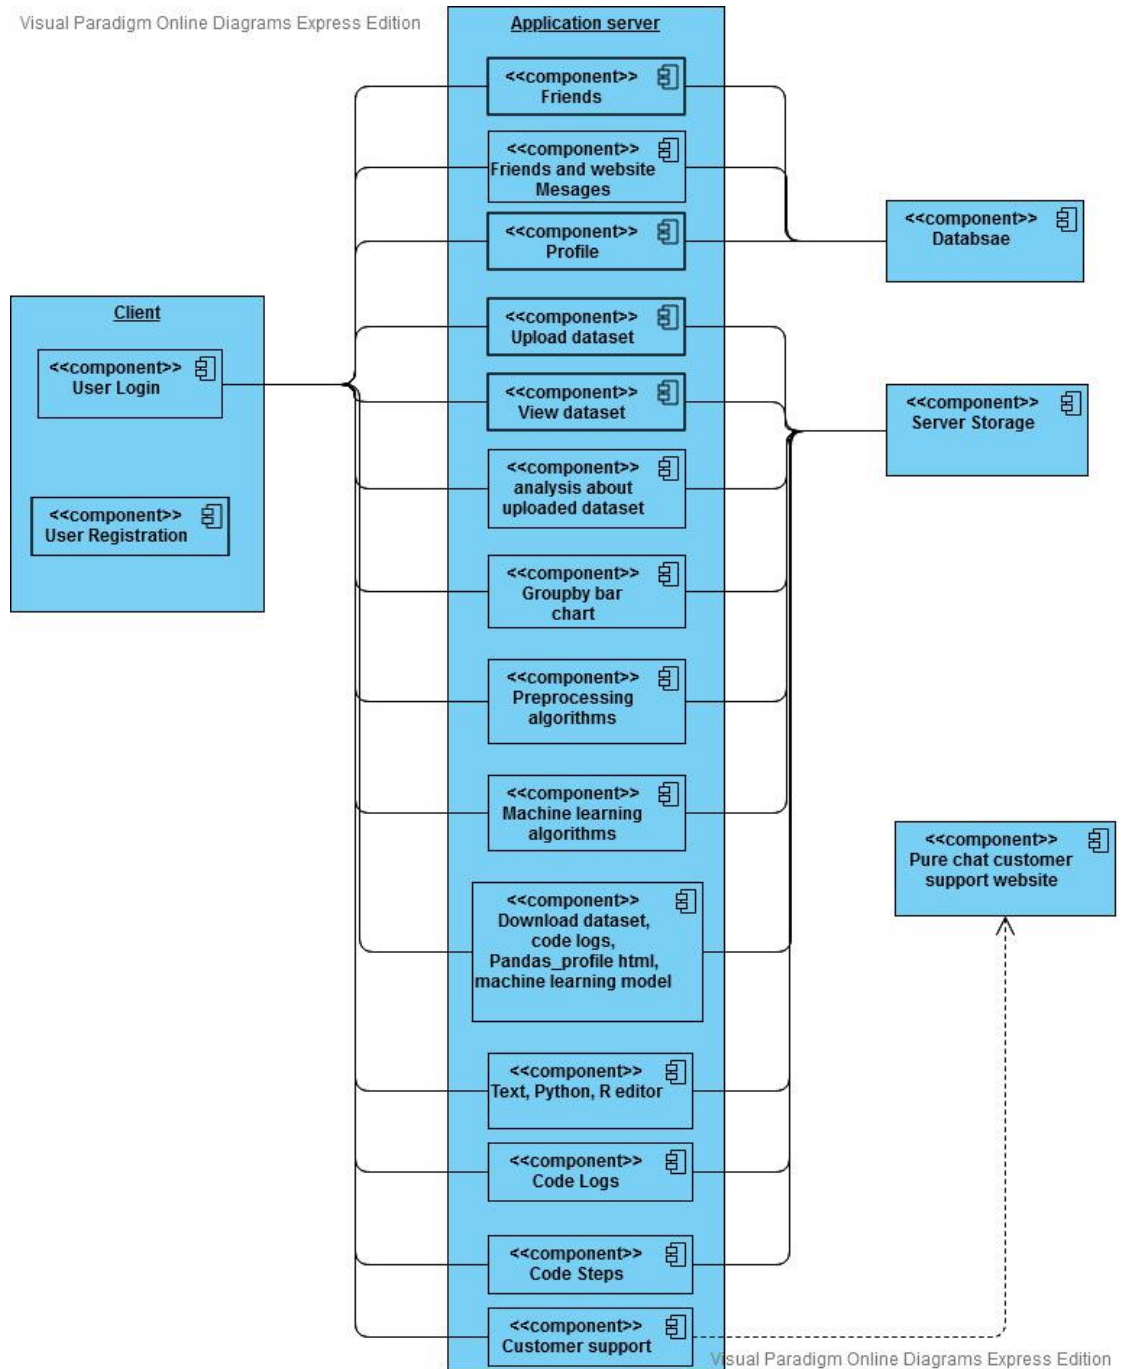 Visual Paradigm Online Diagrams Express Edition
Application server
<<component>>
Friends
<<component>>
Friends and website
Mesages
<<component>>
Profile
<<component>>
Databsae
Client
<<component>>
User Login
<<component>>
User Registration
<<component>>
Upload dataset
<<component>>
View dataset
<<component>>
Server Storage
<<component>>
analysis about
uploaded dataset
<<component>>
Groupby bar
chart
<<component>>
Preprocessing
algorithms
<<component>>
Machine learning
algorithms
<<component>>
Pure chat customer
support website
<<component>>
Download dataset,
code logs,
Pandas_profile html,
machine learning model
<<component>>
Text, Python, R editor
<<component>>
Code Logs
<<component>>
Code Steps
<<component>>
Customer support
Visual Paradigm Online Diagrams Express Edition